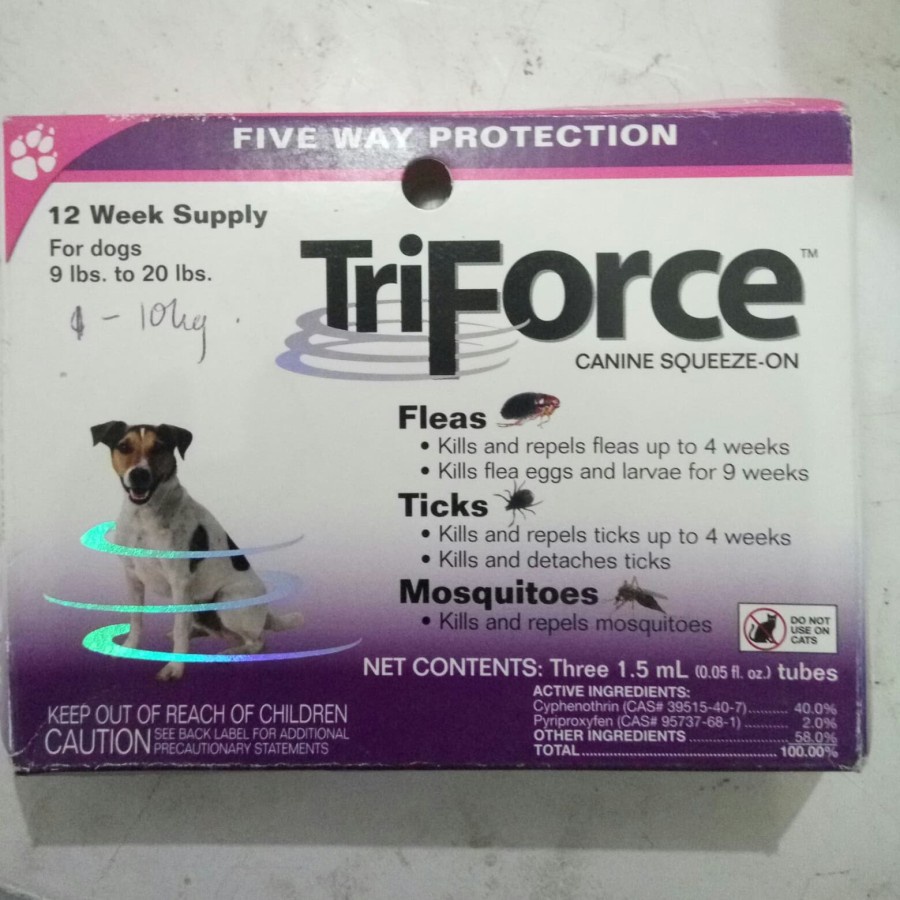 FIVE WAY PROTECTION
12 Week Supply
For dogs
9 lbs. to 20 lbs.
- 10kg.
TriForce™
CANINE SQUEEZE-ON
Fleas
• Kills and repels fleas up to 4 weeks
• Kills flea eggs and larvae for 9 weeks
Ticks
• Kills and repels ticks up to 4 weeks
• Kills and detaches ticks
Mosquitoes
• Kills and repels mosquitoes
DO NOT
USE ON
CATS
NET CONTENTS: Three 1.5 mL (0.05 fl. oz.) tubes
ACTIVE INGREDIENTS:
Cyphenothrin (CAS# 39515-40-7)......... 40.0%
Pyriproxyfen (CAS# 95737-68-1).......... 2.0%
OTHER INGREDIENTS.................... 58.0%
TOTAL........................................ 100.00%
KEEP OUT OF REACH OF CHILDREN
CAUTION SEE BACK LABEL FOR ADDITIONAL
PRECAUTIONARY STATEMENTS